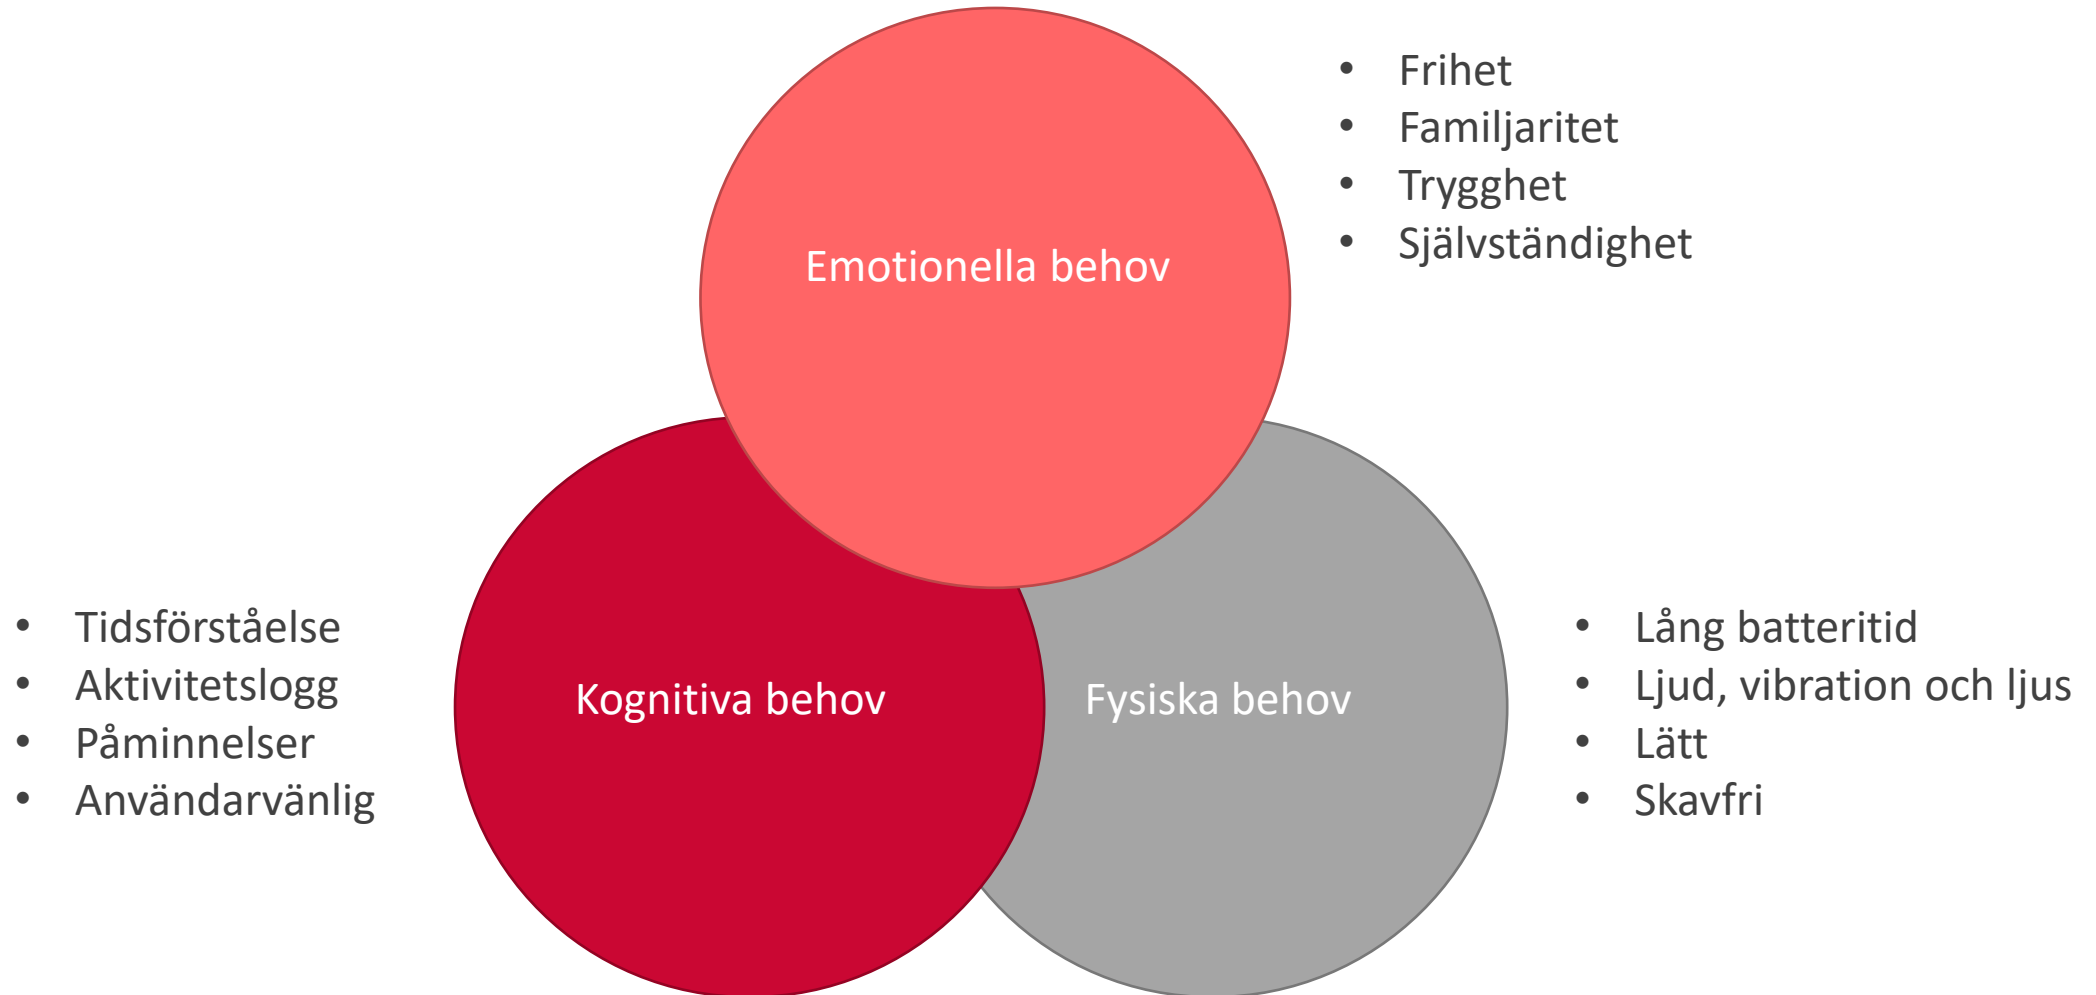 • Frihet
• Familjaritet
• Trygghet
• Självständighet
Emotionella behov
• Tidsförståelse
• Aktivitetslogg
• Påminnelser
• Användarvänlig
Kognitiva behov
Fysiska behov
• Lång batteritid
• Ljud, vibration och ljus
• Lätt
• Skavfri